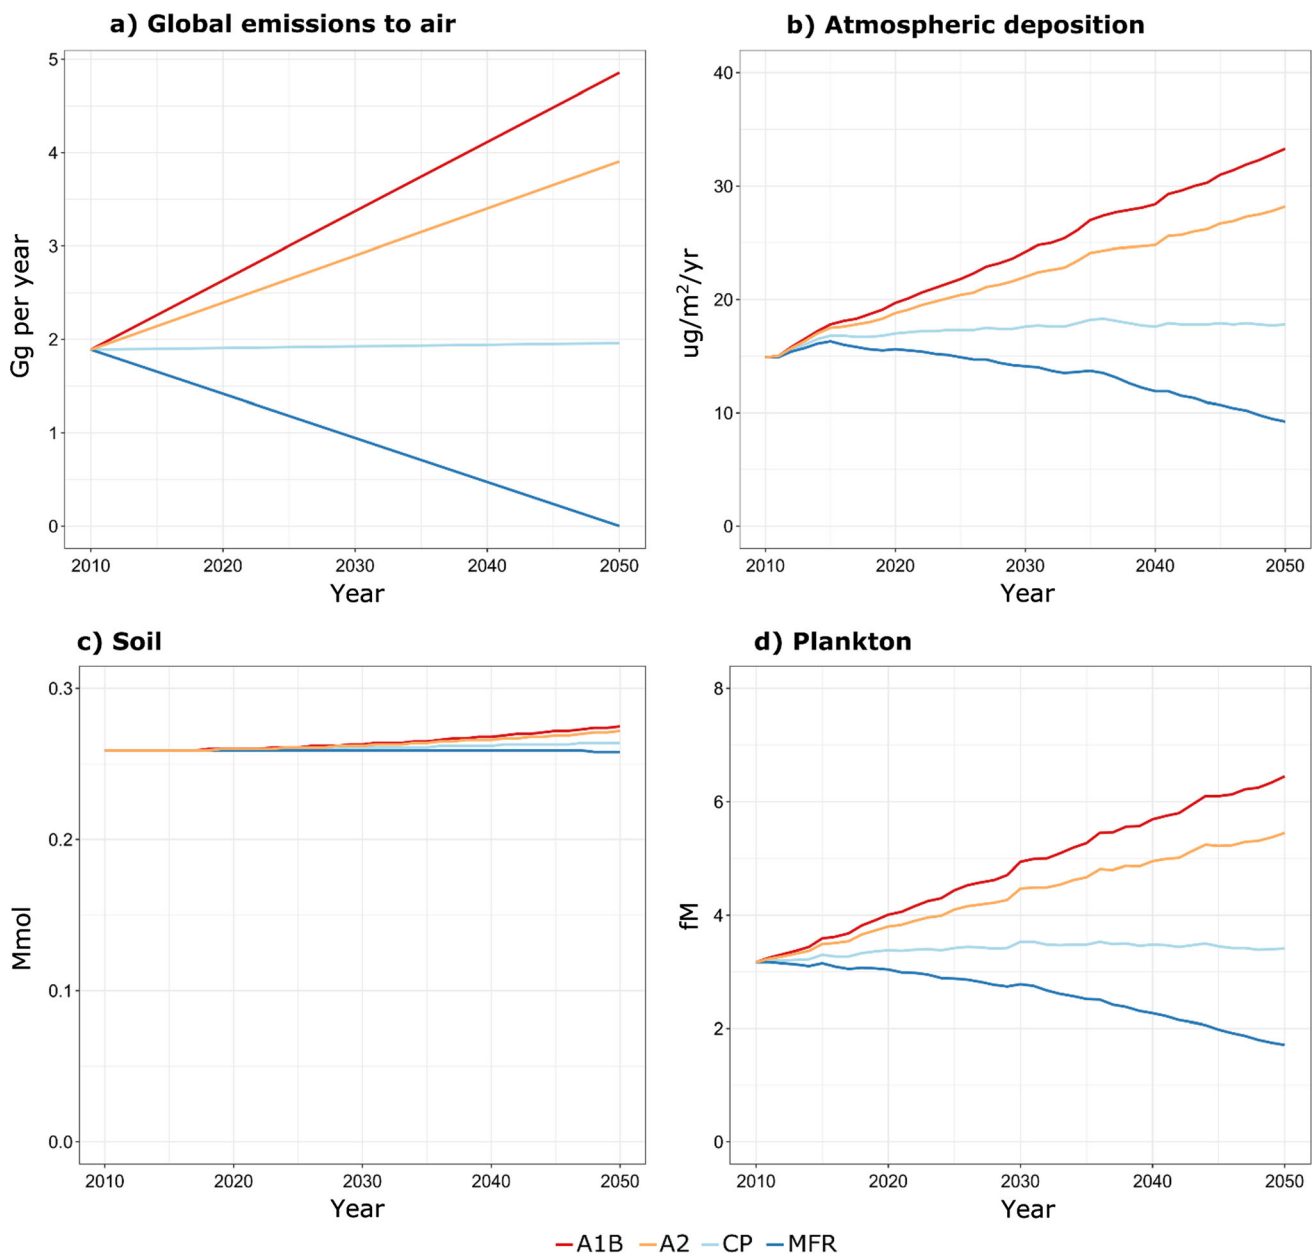 a) Global emissions to air
5
4
3
2
1
0
Gg per year
2010 2020 2030 2040 2050
Year
b) Atmospheric deposition
40
30
20
10
0
ug/m²/yr
2010 2020 2030 2040 2050
Year
c) Soil
0.3
0.2
0.1
0.0
Mmol
2010 2020 2030 2040 2050
Year
d) Plankton
8
6
4
2
0
fM
2010 2020 2030 2040 2050
Year
A1B A2 CP MFR